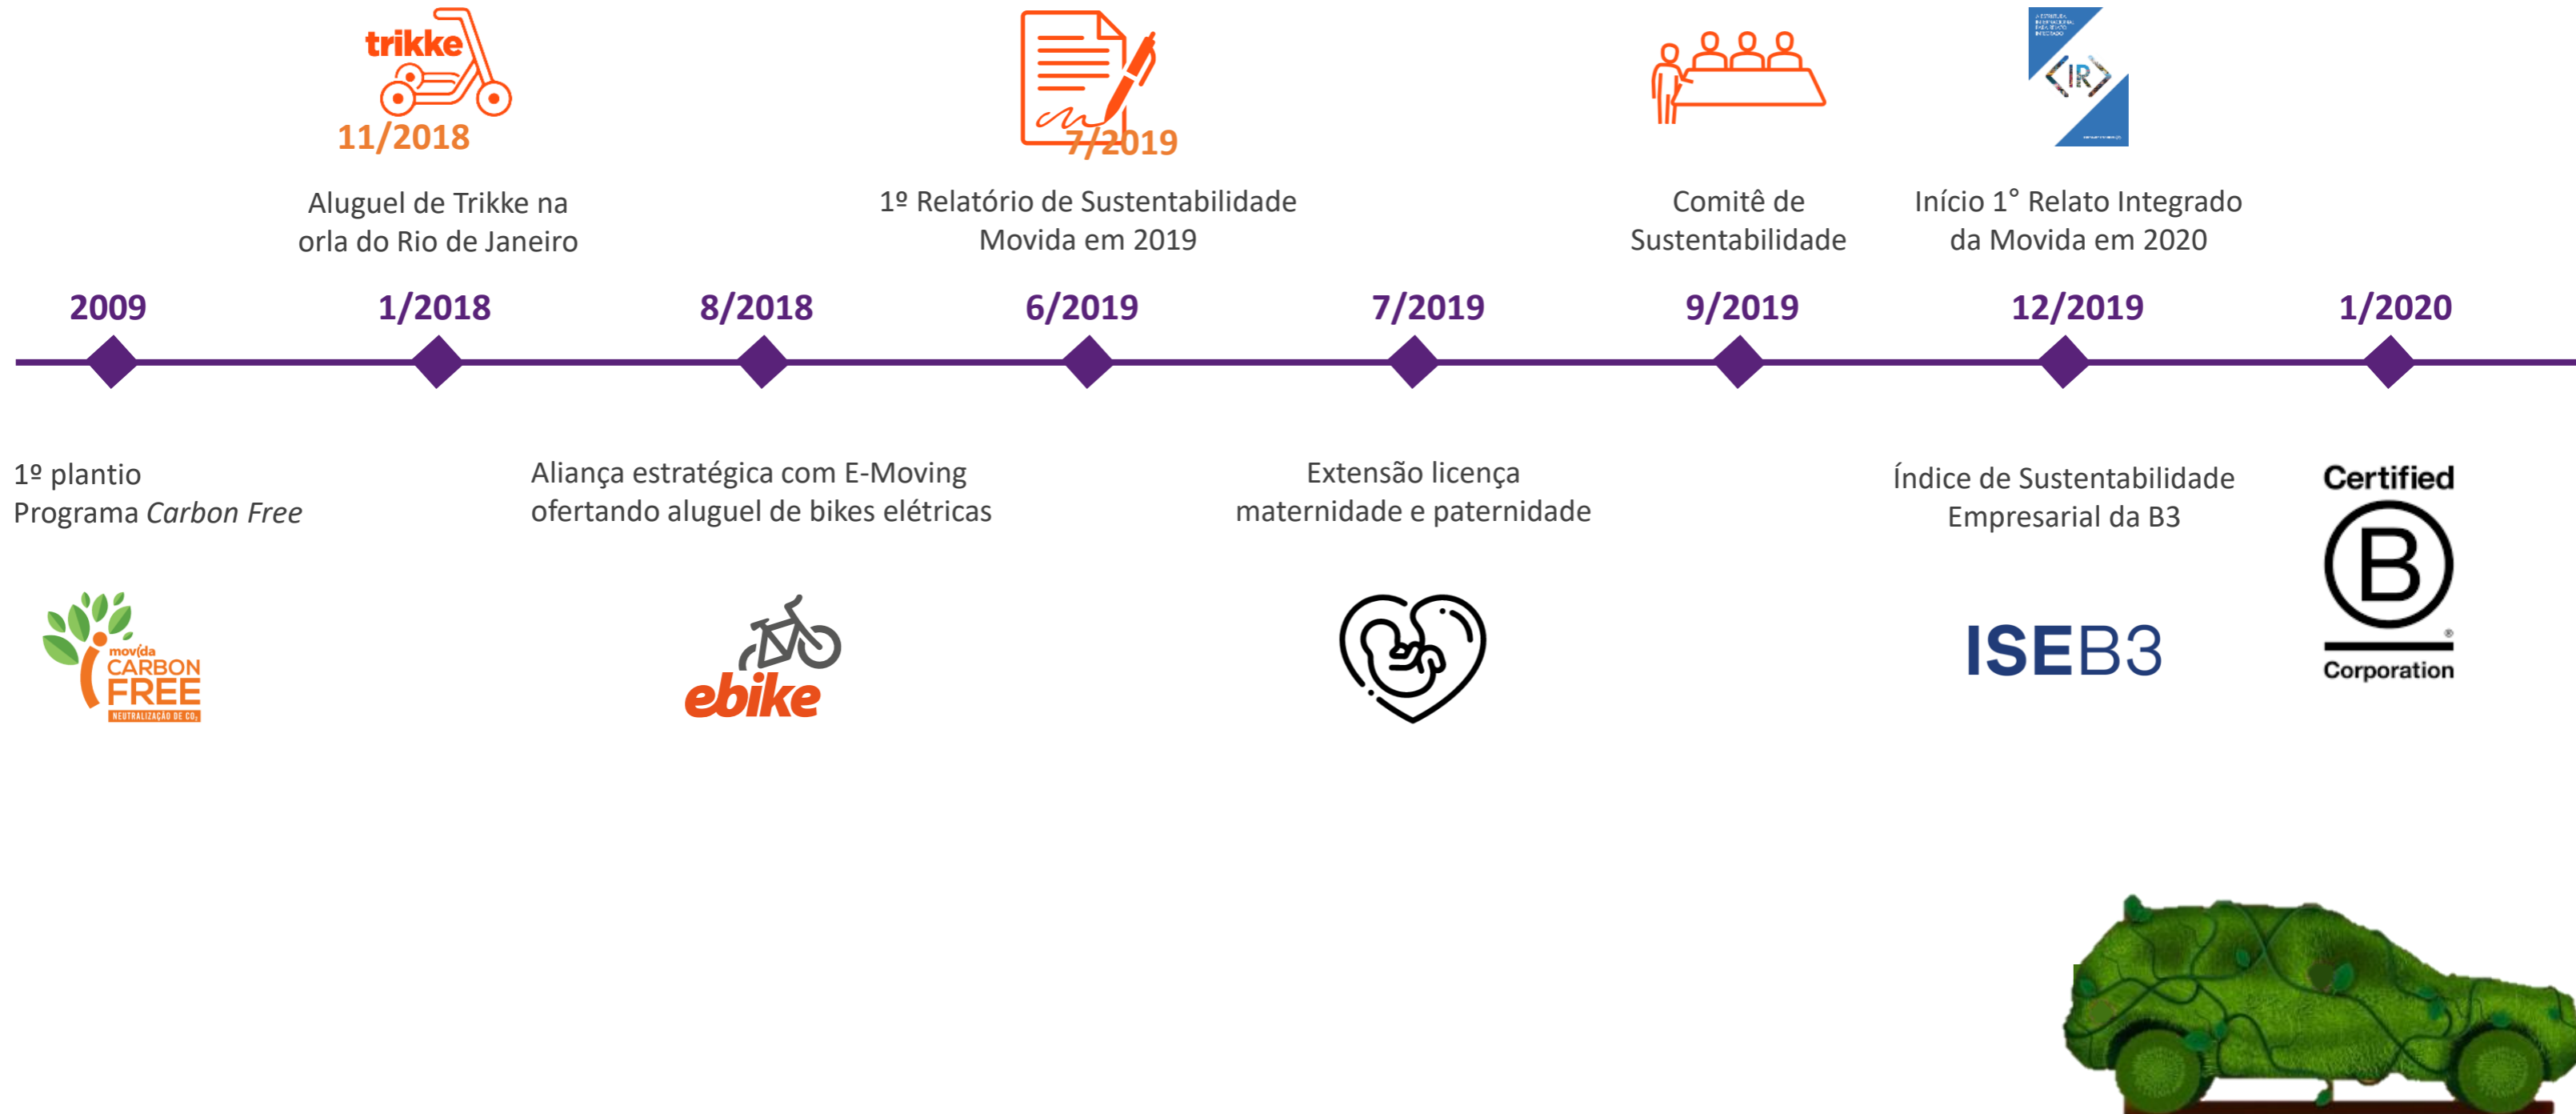 trikke
11/2018
7/2019
<IR>
Aluguel de Trikke na
orla do Rio de Janeiro
1º Relatório de Sustentabilidade
Movida em 2019
Comitê de
Sustentabilidade
Início 1° Relato Integrado
da Movida em 2020
2009
1/2018
8/2018
6/2019
7/2019
9/2019
12/2019
1/2020
1º plantio
Programa Carbon Free
Aliança estratégica com E-Moving
ofertando aluguel de bikes elétricas
Extensão licença
maternidade e paternidade
Índice de Sustentabilidade
Empresarial da B3
Certified
B
®
Corporation
movida
CARBON
FREE
NEUTRALIZAÇÃO DE CO₂
ebike
ISEB3